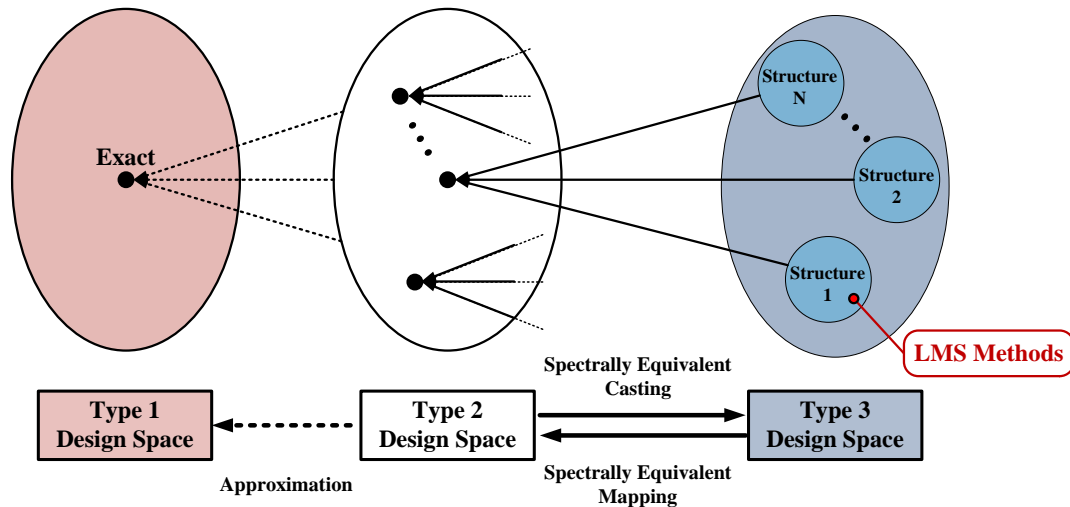 Exact
Structure
N
Structure
2
Structure
1
LMS Methods
Spectrally Equivalent
Casting
Type 1
Design Space
Type 2
Design Space
Type 3
Design Space
Approximation
Spectrally Equivalent
Mapping